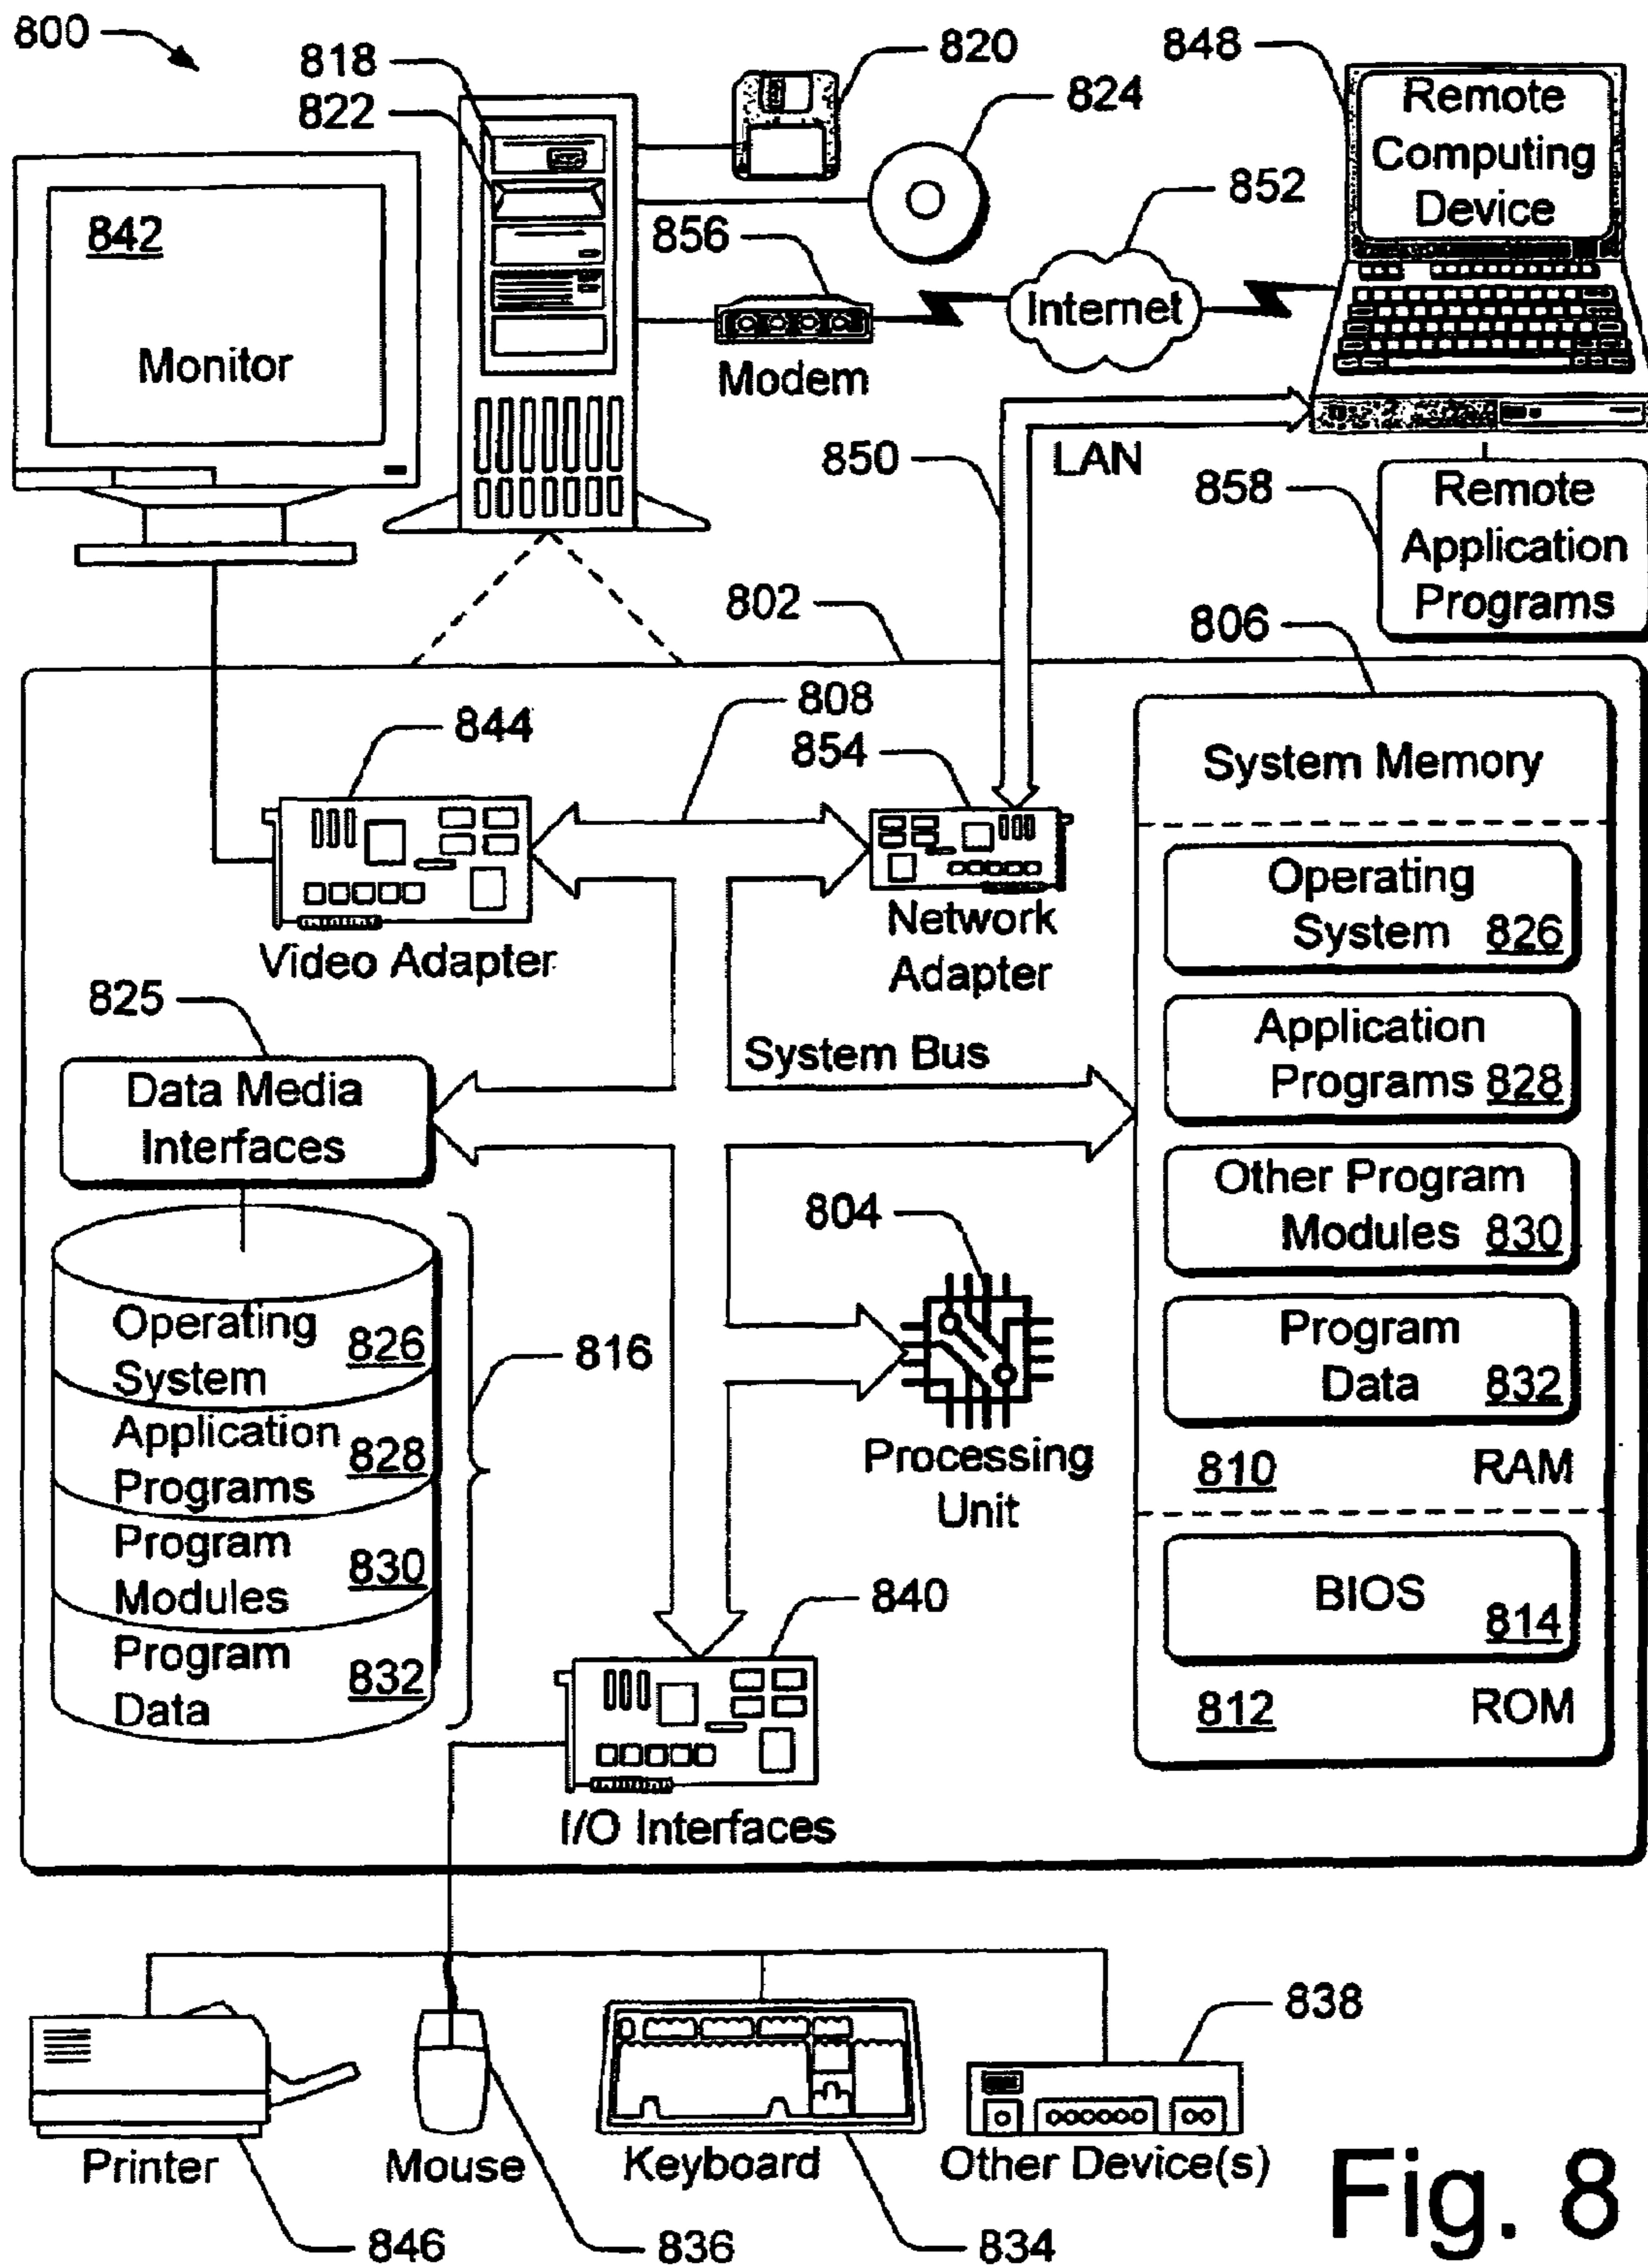 800
818
822
820
824
848
Remote
Computing
Device
852
856
842
Monitor
Internet
Modem
850
LAN
858
Remote
Application
Programs
802
806
808
844
854
System Memory
Video Adapter
Network
Adapter
Operating
System 826
825
Data Media
Interfaces
System Bus
Application
Programs 828
Other Program
Modules 830
804
Processing
Unit
Program
Data 832
810 RAM
BIOS
814
812 ROM
Operating
System 826
Application
Programs 828
Program
Modules 830
Program
Data 832
816
840
I/O Interfaces
838
Printer
Mouse
Keyboard
Other Device(s)
846
836
834
Fig. 8